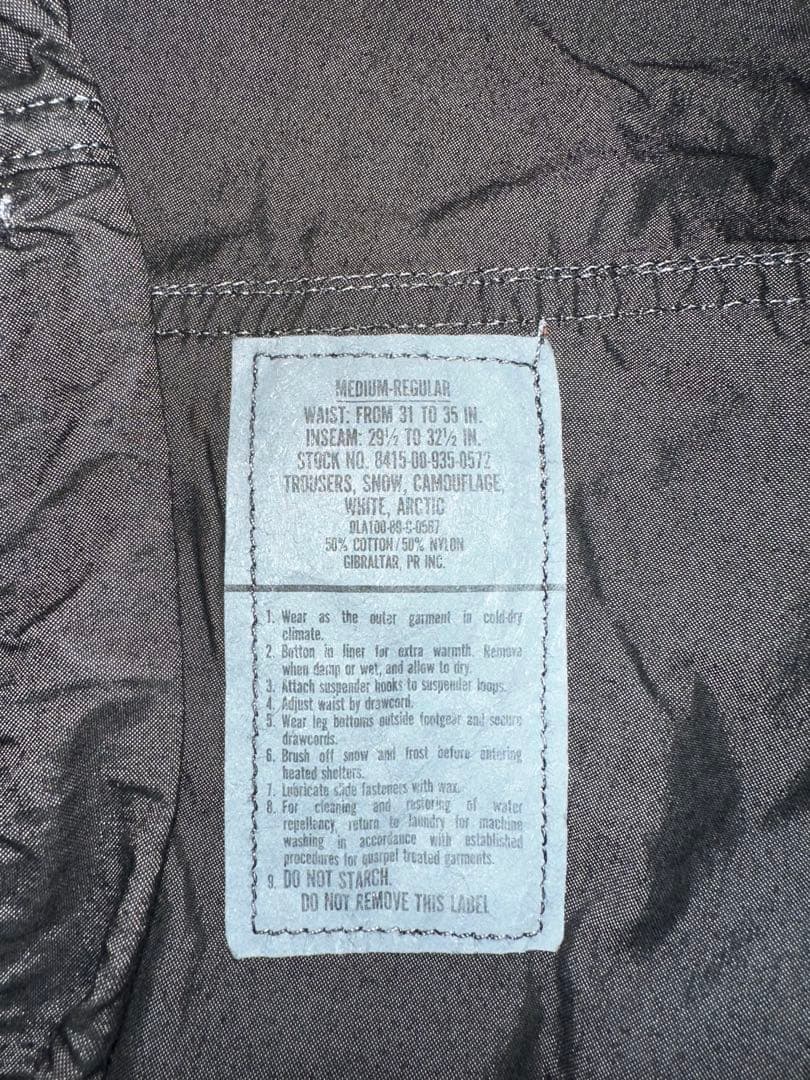 MEDIUM-REGULAR
WAIST: FROM 31 TO 35 IN.
INSEAM: 29½ TO 32½ IN.
STOCK NO. 8415-00-935-0572
TROUSERS, SNOW, CAMOUFLAGE,
WHITE, ARCTIC
DLA100-89-C-0567
50% COTTON/50% NYLON
GIBRALTAR, PR INC.
1. Wear as the outer garment in cold-dry
climate.
2. Button in liner for extra warmth. Remove
when damp or wet, and allow to dry.
3. Attach suspender hooks to suspender loops.
4. Adjust waist by drawcord.
5. Wear leg bottoms outside footgear and secure
drawcords.
6. Brush off snow and frost before entering
heated shelters.
7. Lubricate slide fasteners with wax.
8. For cleaning and restoring of water
repellency, return to laundry for machine
washing in accordance with established
procedures for quarpel treated garments.
9. DO NOT STARCH.
DO NOT REMOVE THIS LABEL